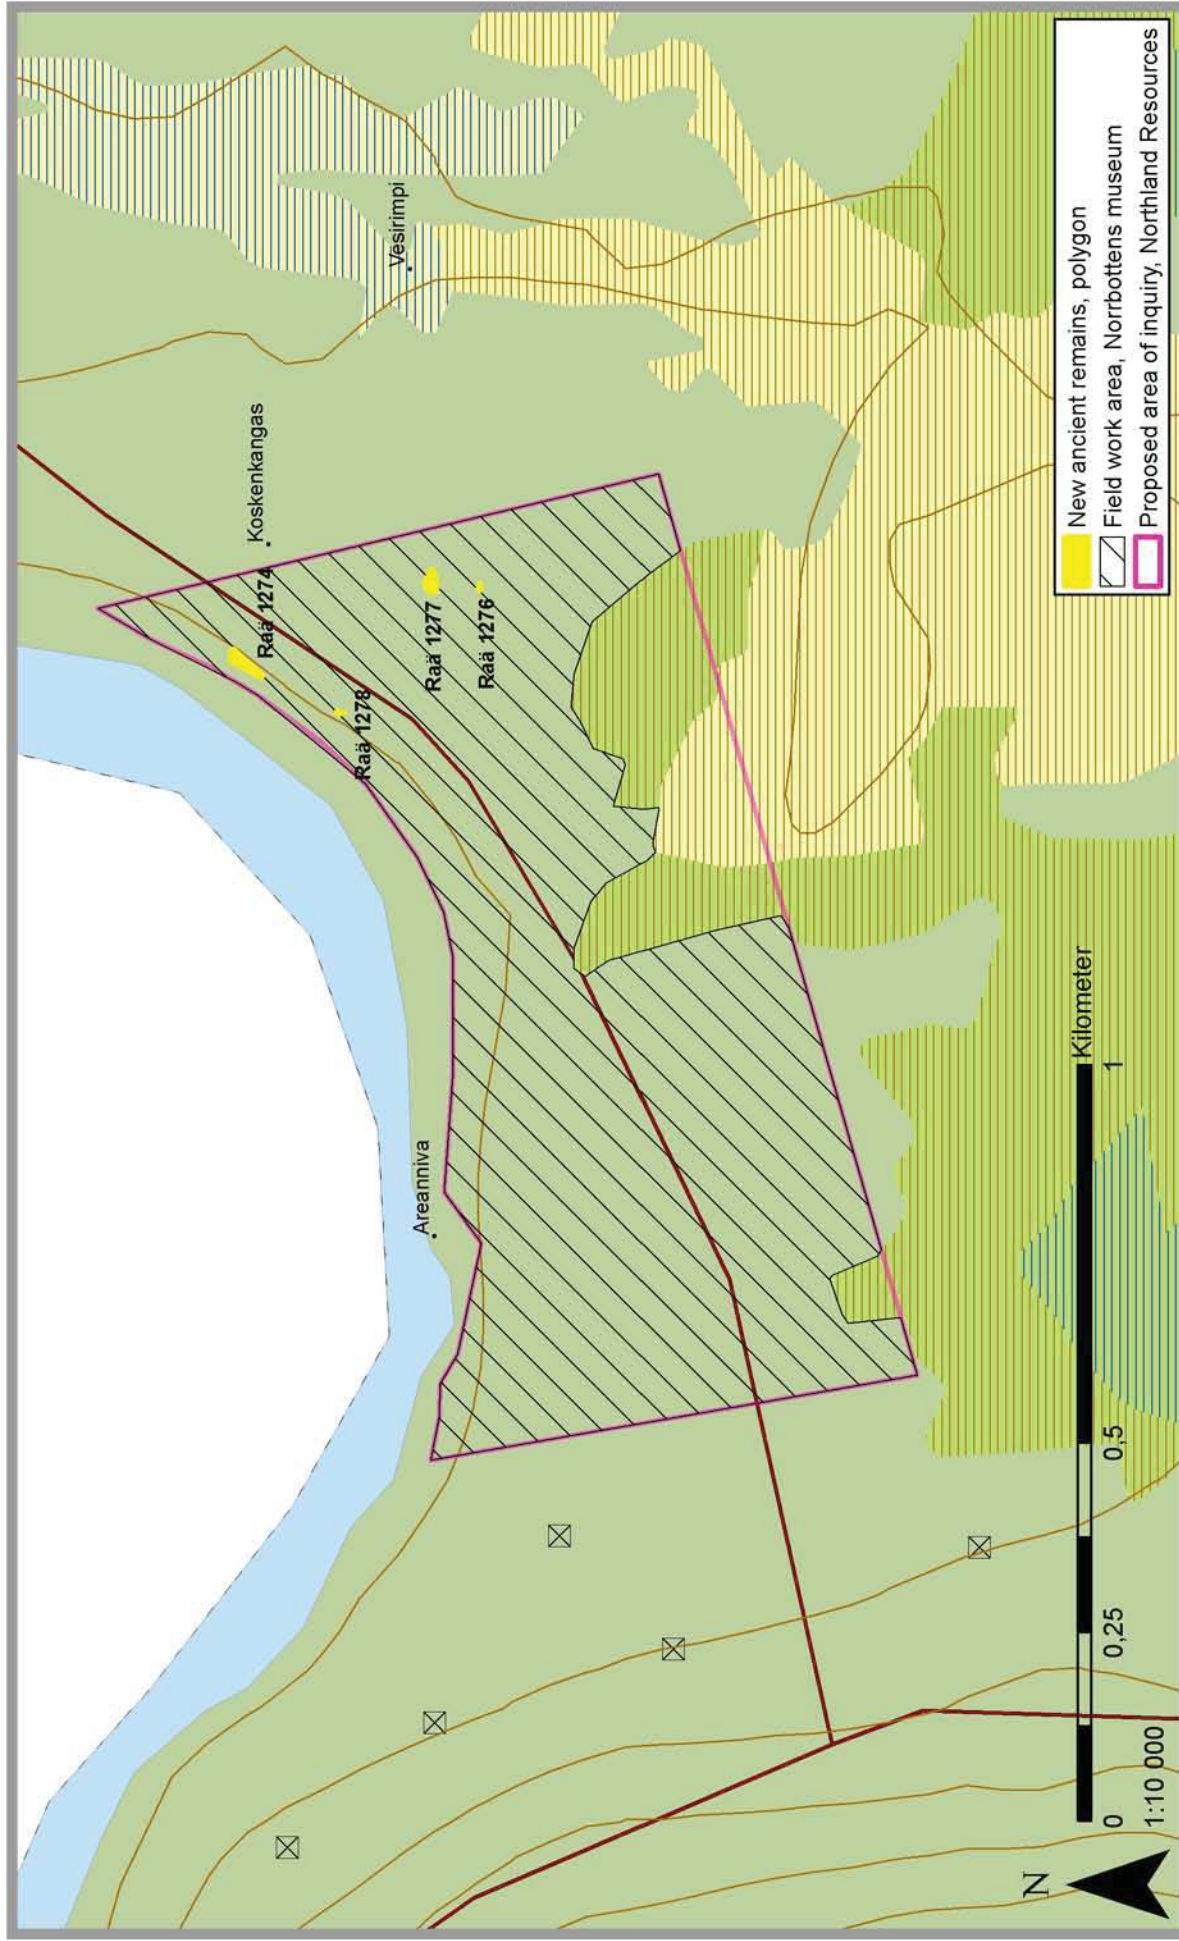 Koskenkangas
Vesirimpi
Raä 1274
Raä 1278
Raä 1277
Raä 1276
Areanniva
N
0
0,25
0,5
1
Kilometer
1:10 000
New ancient remains, polygon
Field work area, Norrbottens museum
Proposed area of inquiry, Northland Resources